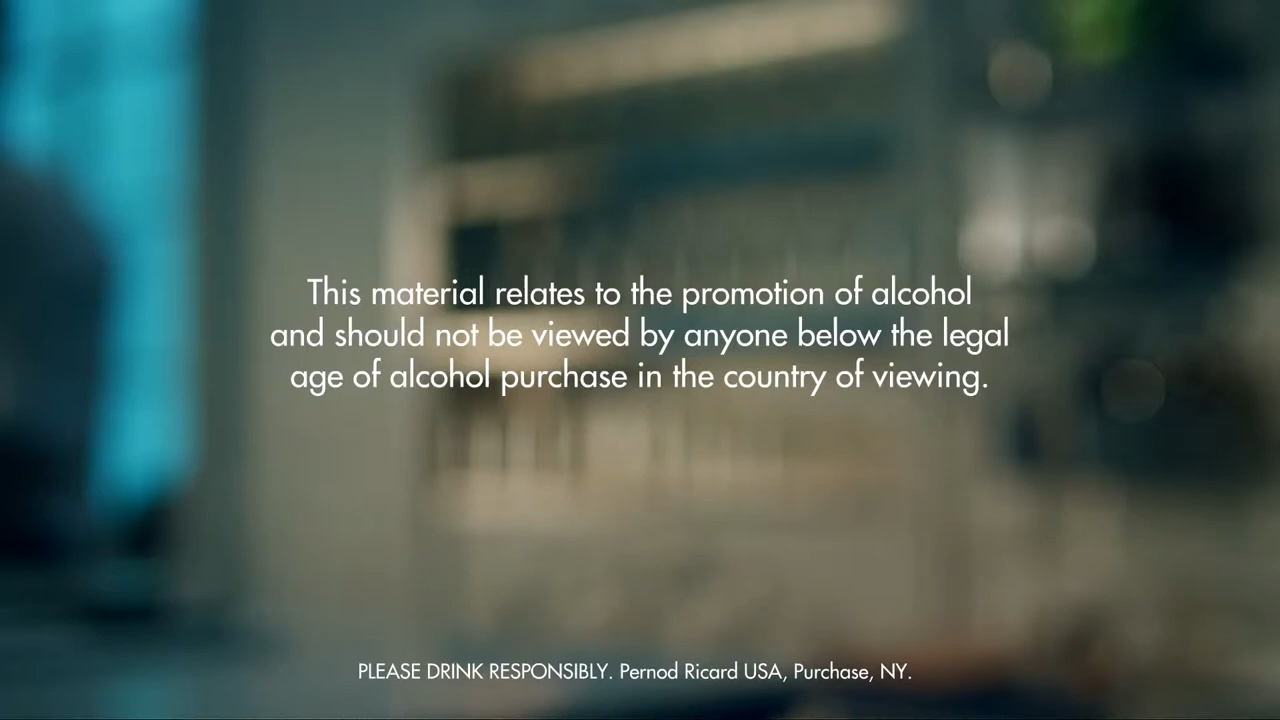 This material relates to the promotion of alcohol
and should not be viewed by anyone below the legal
age of alcohol purchase in the country of viewing.
PLEASE DRINK RESPONSIBLY. Pernod Ricard USA, Purchase, NY.